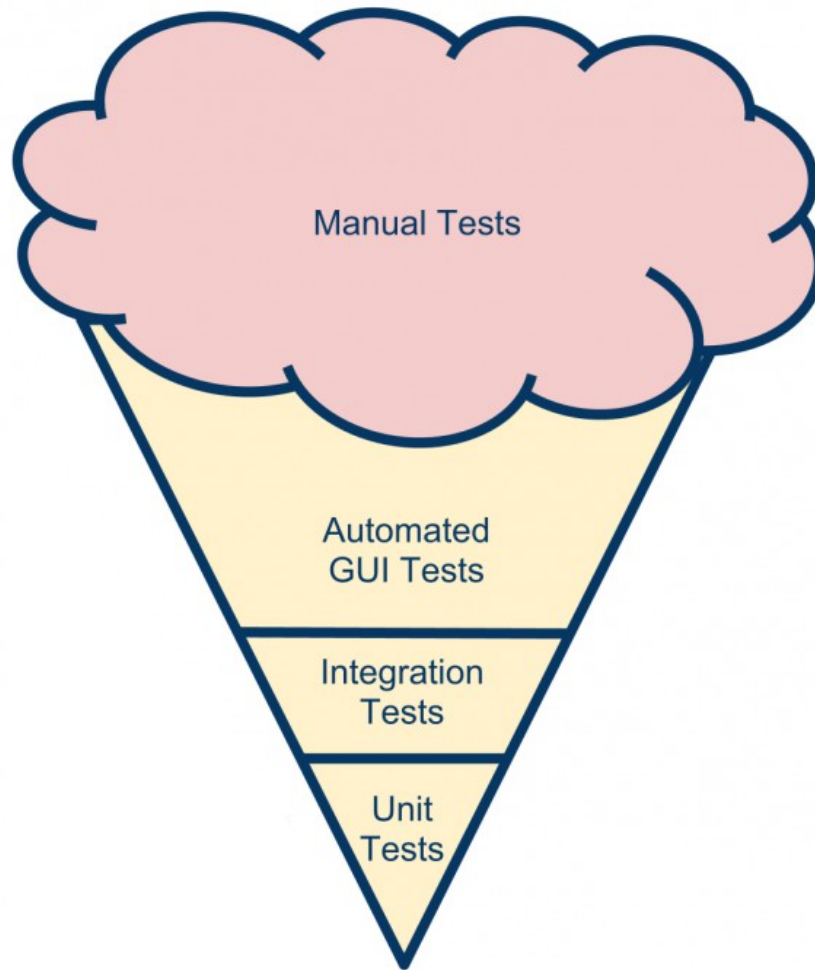 Manual Tests
Automated
GUI Tests
Integration
Tests
Unit
Tests